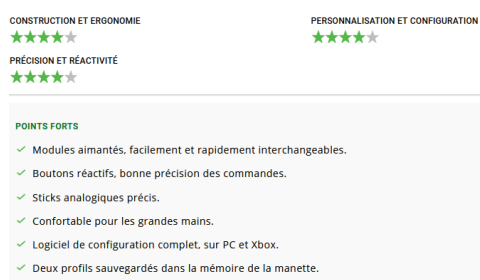 CONSTRUCTION ET ERGONOMIE
PERSONNALISATION ET CONFIGURATION
PRÉCISION ET RÉACTIVITÉ
POINTS FORTS
Modules aimantés, facilement et rapidement interchangeables.
Boutons réactifs, bonne précision des commandes.
Sticks analogiques précis.
Confortable pour les grandes mains.
Logiciel de configuration complet, sur PC et Xbox.
Deux profils sauvegardés dans la mémoire de la manette.